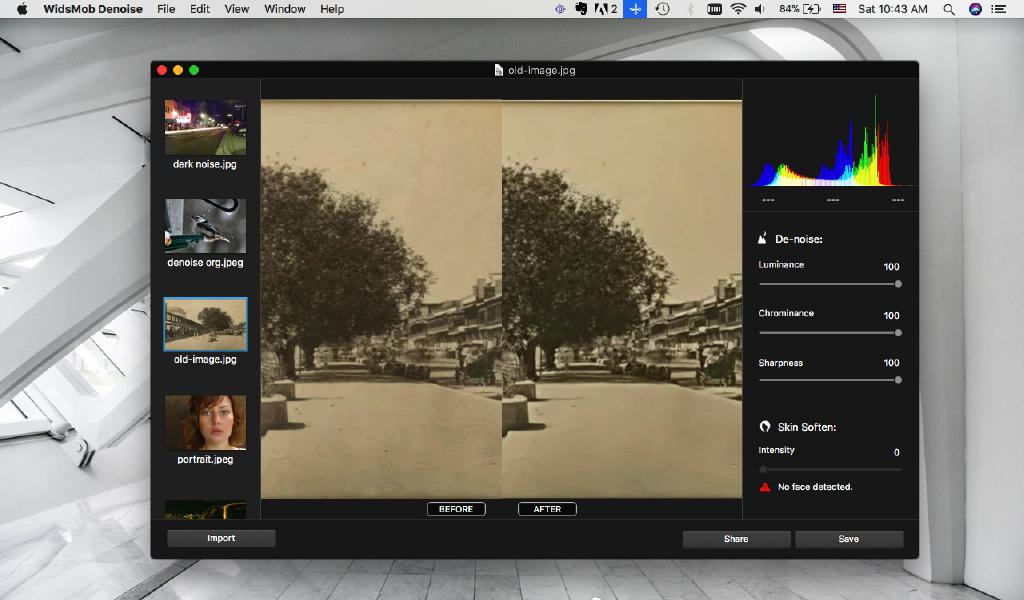 WidsMob Denoise File Edit View Window Help 2 84% Sat 10:43 AM
old-image.jpg
dark noise.jpg
denoise org.jpeg
old-image.jpg
portrait.jpeg
BEFORE AFTER
--- --- ---
De-noise:
Luminance 100
Chrominance 100
Sharpness 100
Skin Soften:
Intensity 0
No face detected.
Import Share Save